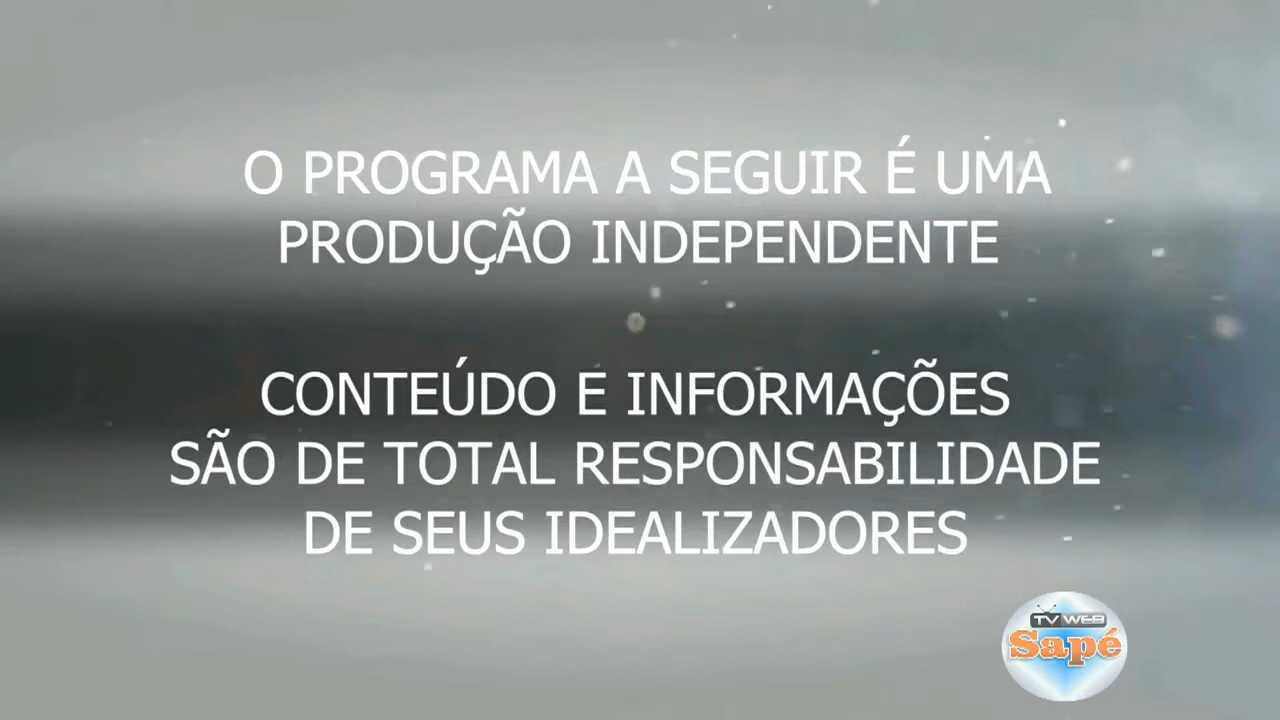 O PROGRAMA A SEGUIR É UMA
PRODUÇÃO INDEPENDENTE
CONTEÚDO E INFORMAÇÕES
SÃO DE TOTAL RESPONSABILIDADE
DE SEUS IDEALIZADORES
TV WEB
Sapé